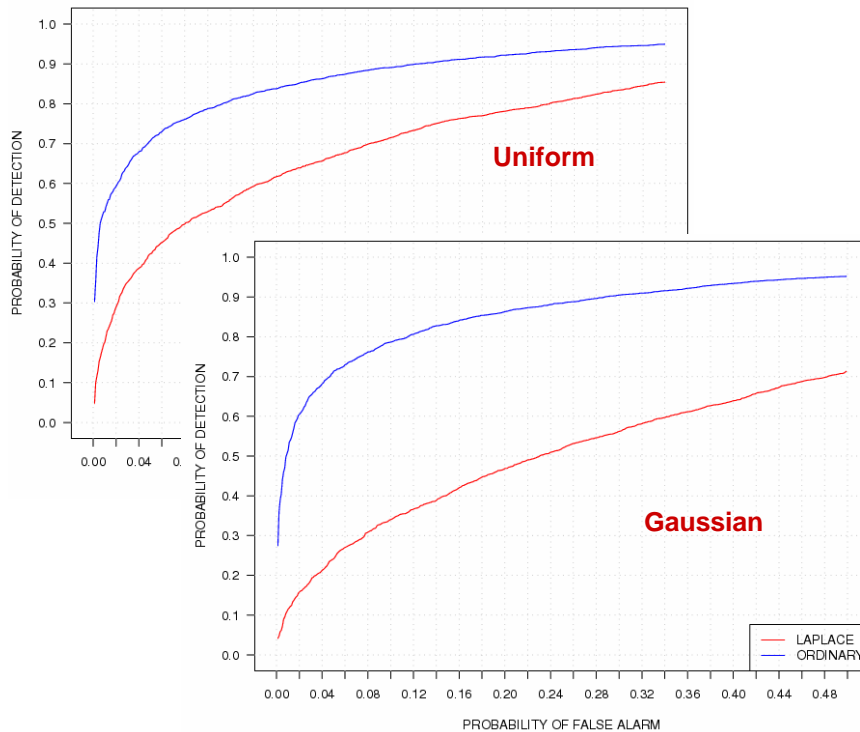 1.0
0.9
0.8
0.7
0.6
0.5
0.4
0.3
0.2
0.1
0.0
PROBABILITY OF DETECTION
Uniform
0.00 0.04 0.
1.0
0.9
0.8
0.7
0.6
0.5
0.4
0.3
0.2
0.1
0.0
PROBABILITY OF DETECTION
Gaussian
LAPLACE
ORDINARY
0.00 0.04 0.08 0.12 0.16 0.20 0.24 0.28 0.32 0.36 0.40 0.44 0.48
PROBABILITY OF FALSE ALARM